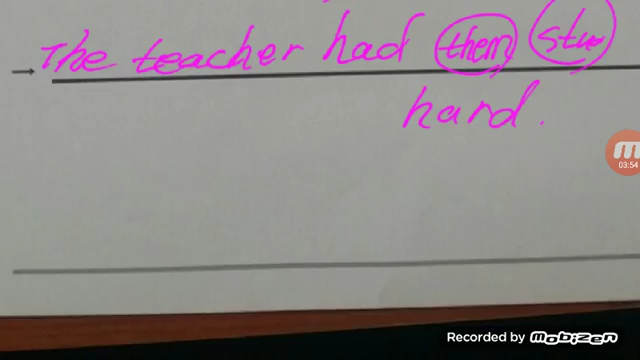 → The teacher had them stu
hard.
03:54
Recorded by mobizen